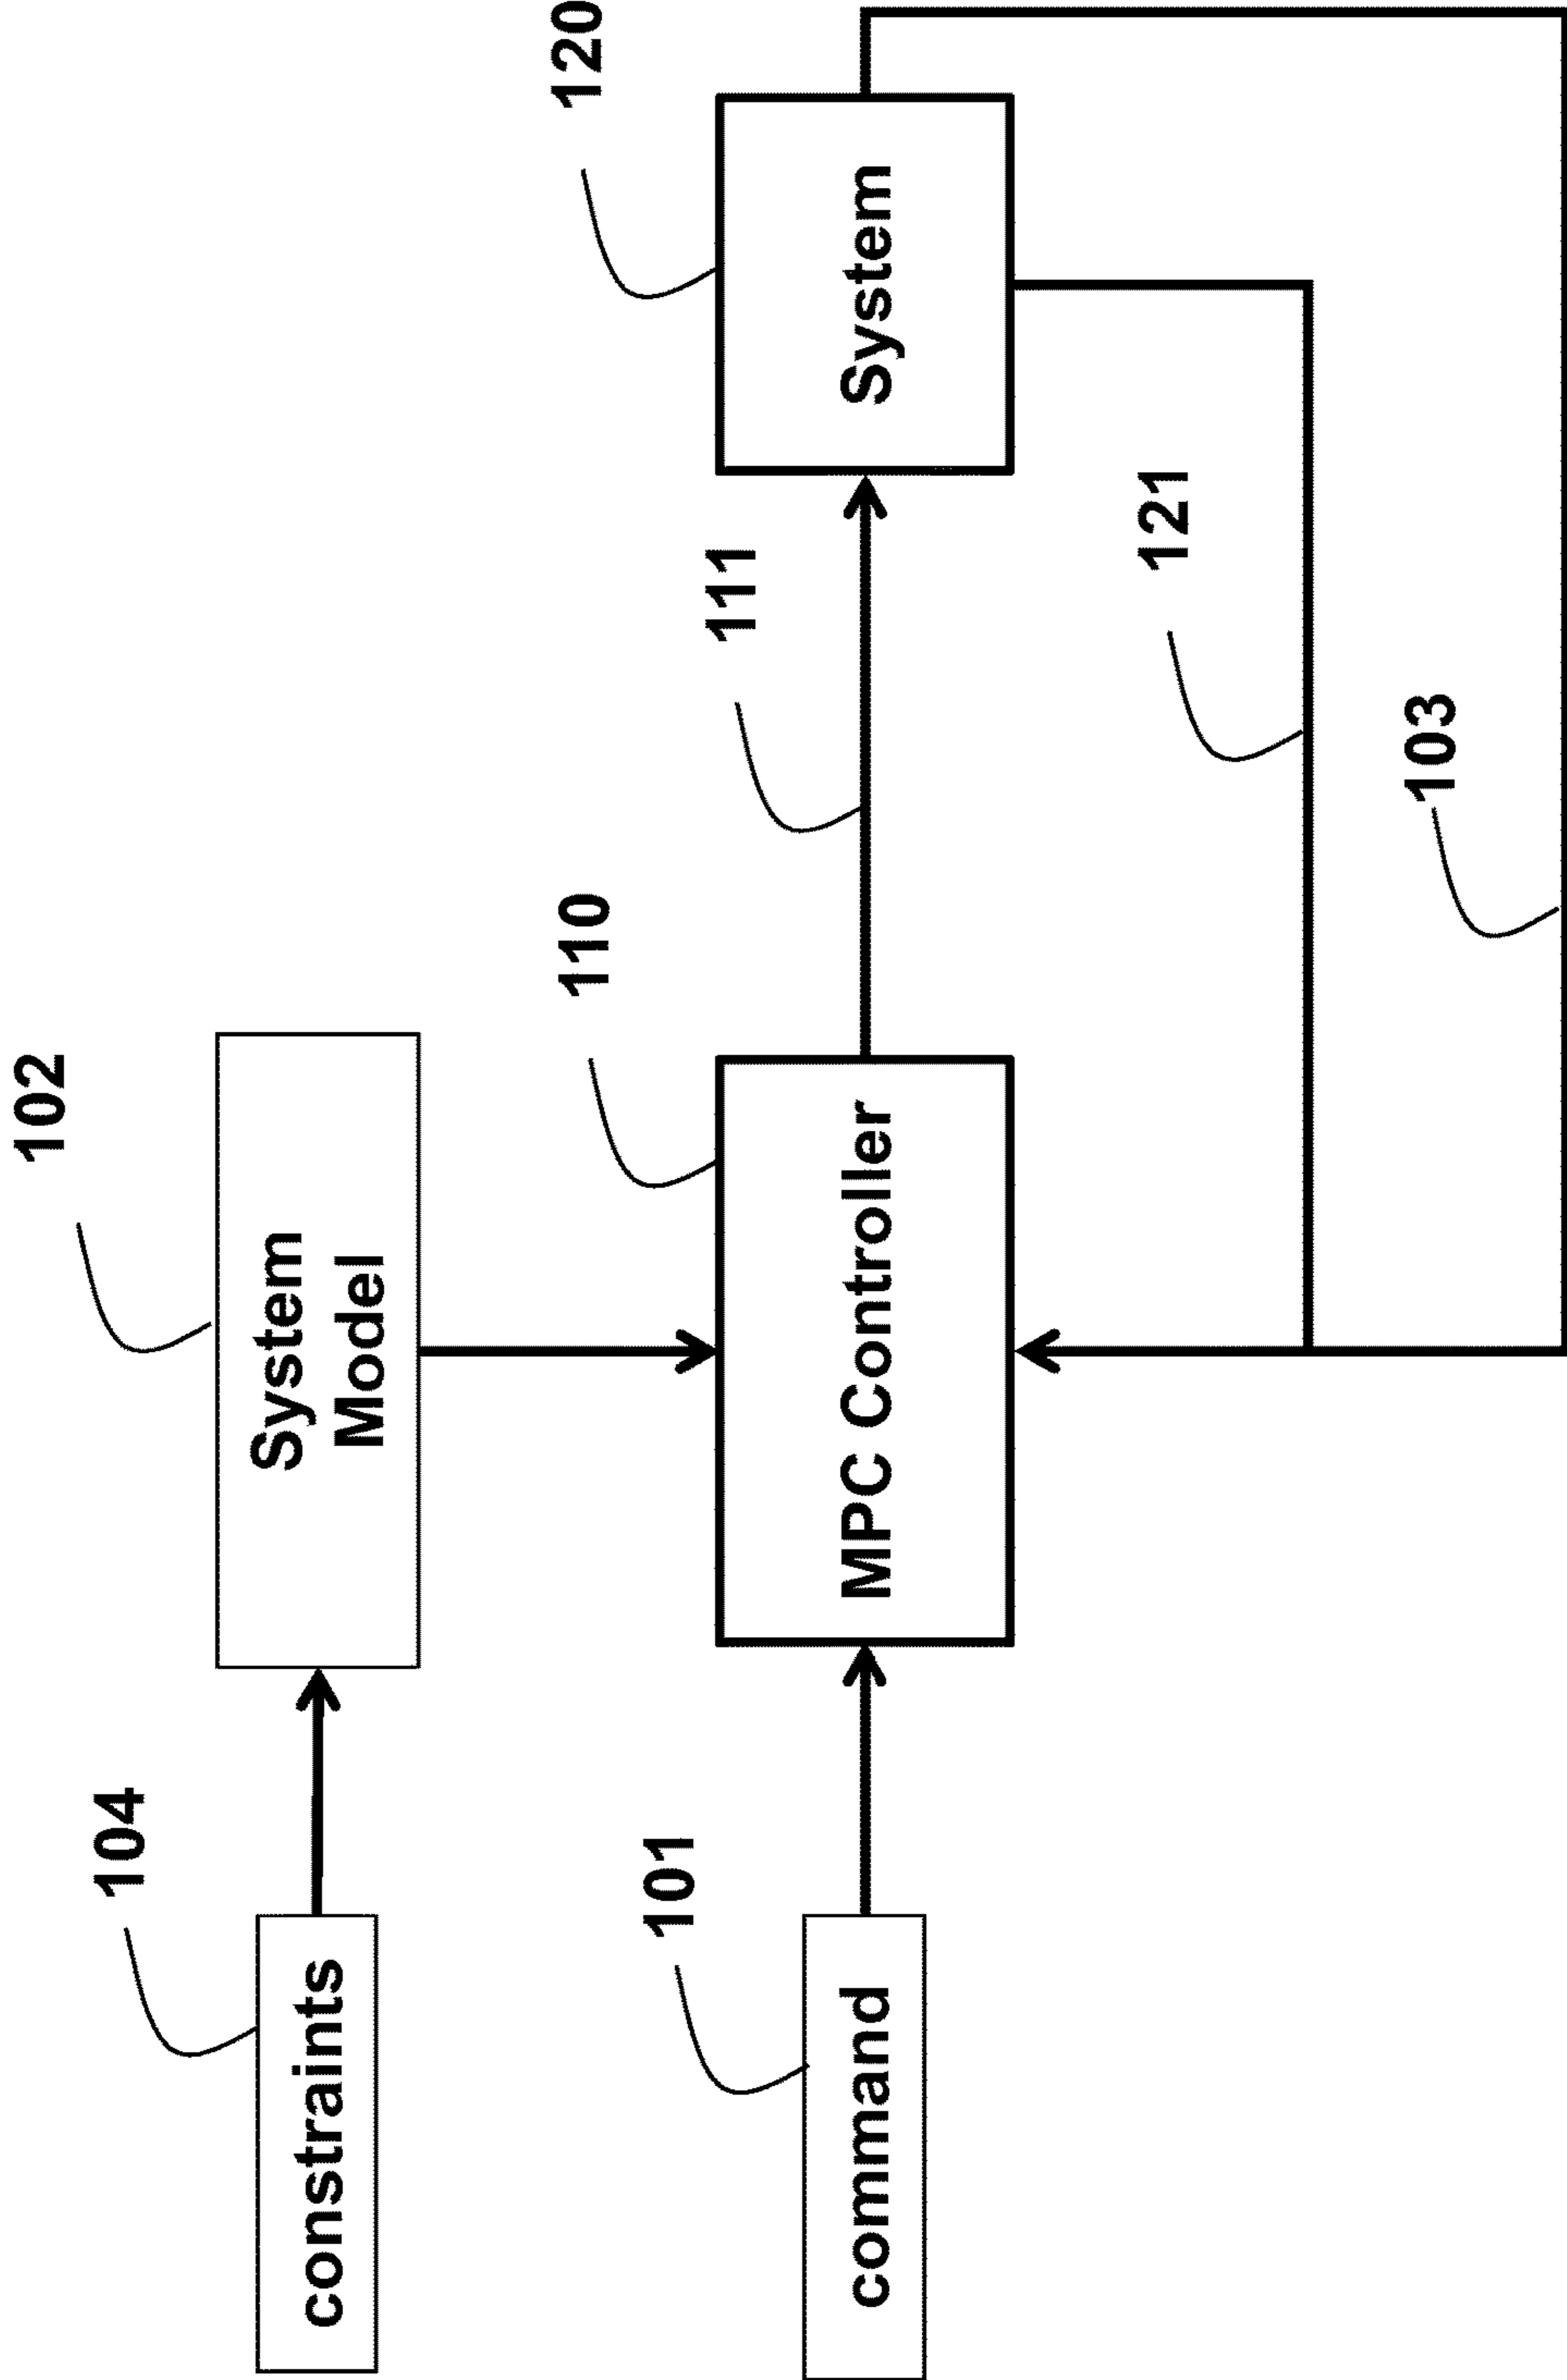 102
System
Model
104
constraints
120
110
111
101
command
MPC Controller
System
121
103